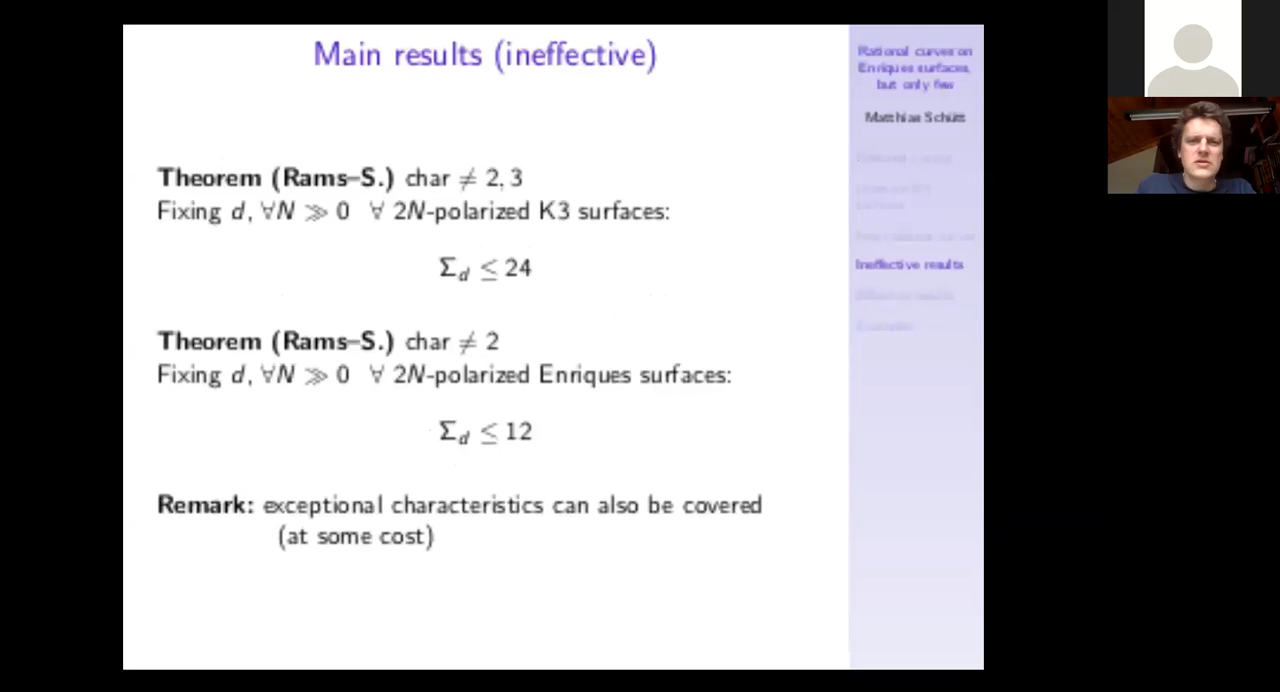 Main results (ineffective)
Theorem (Rams–S.) char ≠ 2, 3
Fixing d, ∀N ≫ 0 ∀ 2N-polarized K3 surfaces:
Σ_d ≤ 24
Theorem (Rams–S.) char ≠ 2
Fixing d, ∀N ≫ 0 ∀ 2N-polarized Enriques surfaces:
Σ_d ≤ 12
Remark: exceptional characteristics can also be covered
(at some cost)
Rational curves on
Enriques surfaces,
but only few
Matthias Schütt
Ineffective results